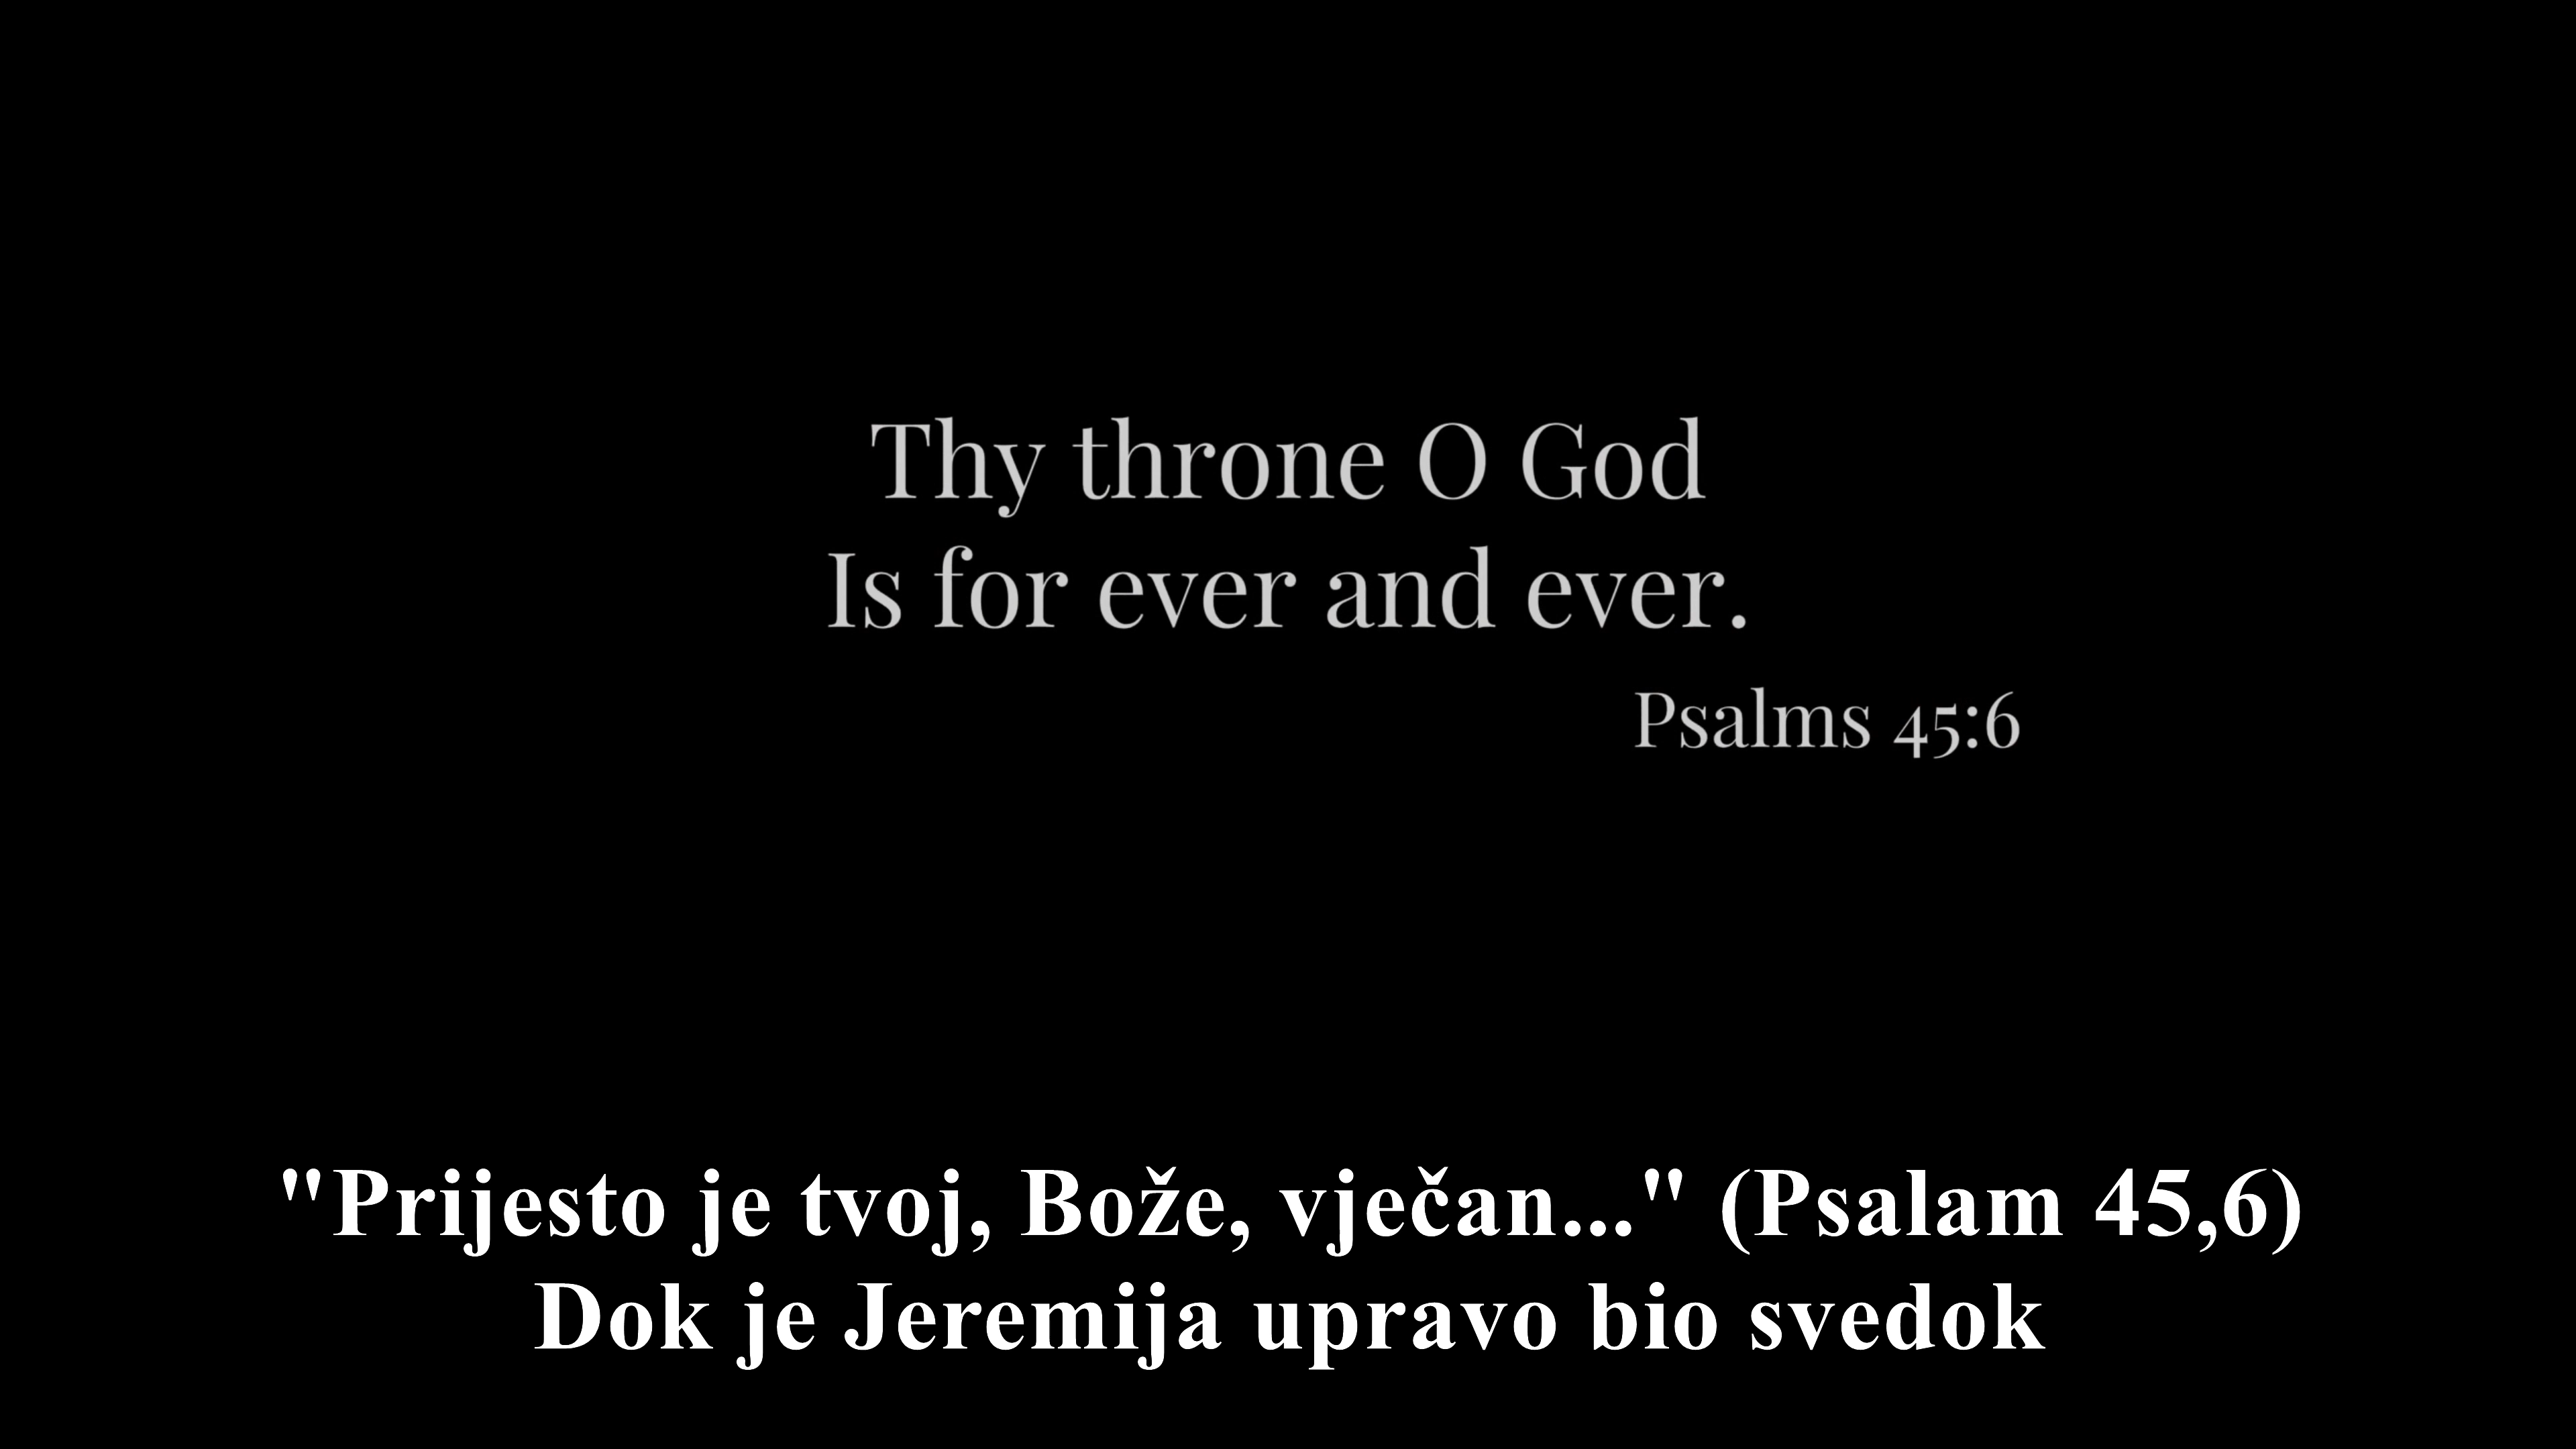 Thy throne O God
Is for ever and ever.
Psalms 45:6
"Prijesto je tvoj, Bože, vječan..." (Psalam 45,6)
Dok je Jeremija upravo bio svedok